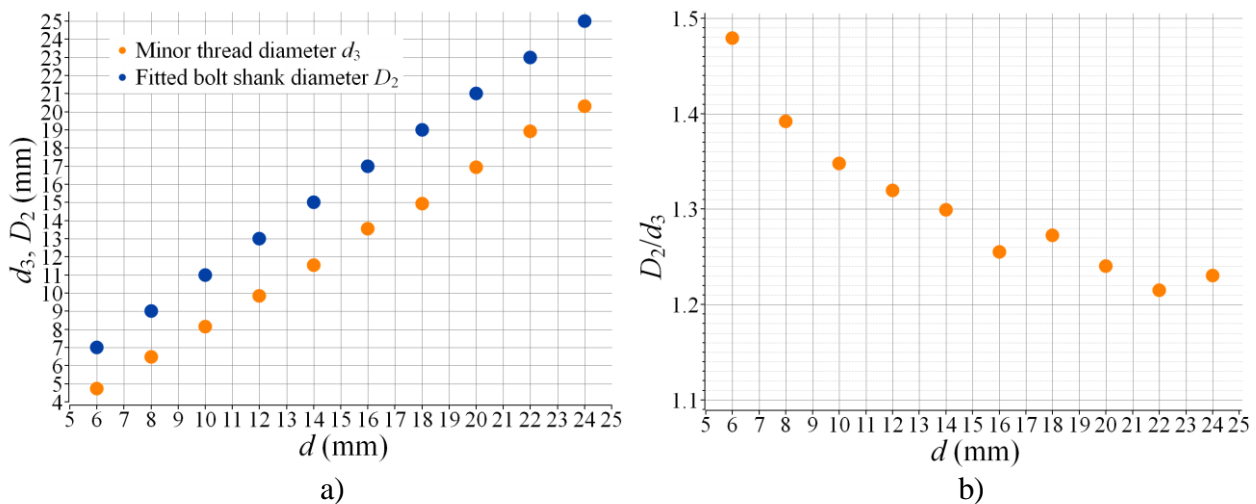 25
24
23
22
21
20
19
18
17
16
15
14
13
12
11
10
9
8
7
6
5
4
d₃, D₂ (mm)
Minor thread diameter d₃
Fitted bolt shank diameter D₂
5 6 7 8 9 10 11 12 13 14 15 16 17 18 19 20 21 22 23 24 25
d (mm)
a)
1.5
1.4
1.3
1.2
1.1
D₂/d₃
5 6 7 8 9 10 11 12 13 14 15 16 17 18 19 20 21 22 23 24 25
d (mm)
b)